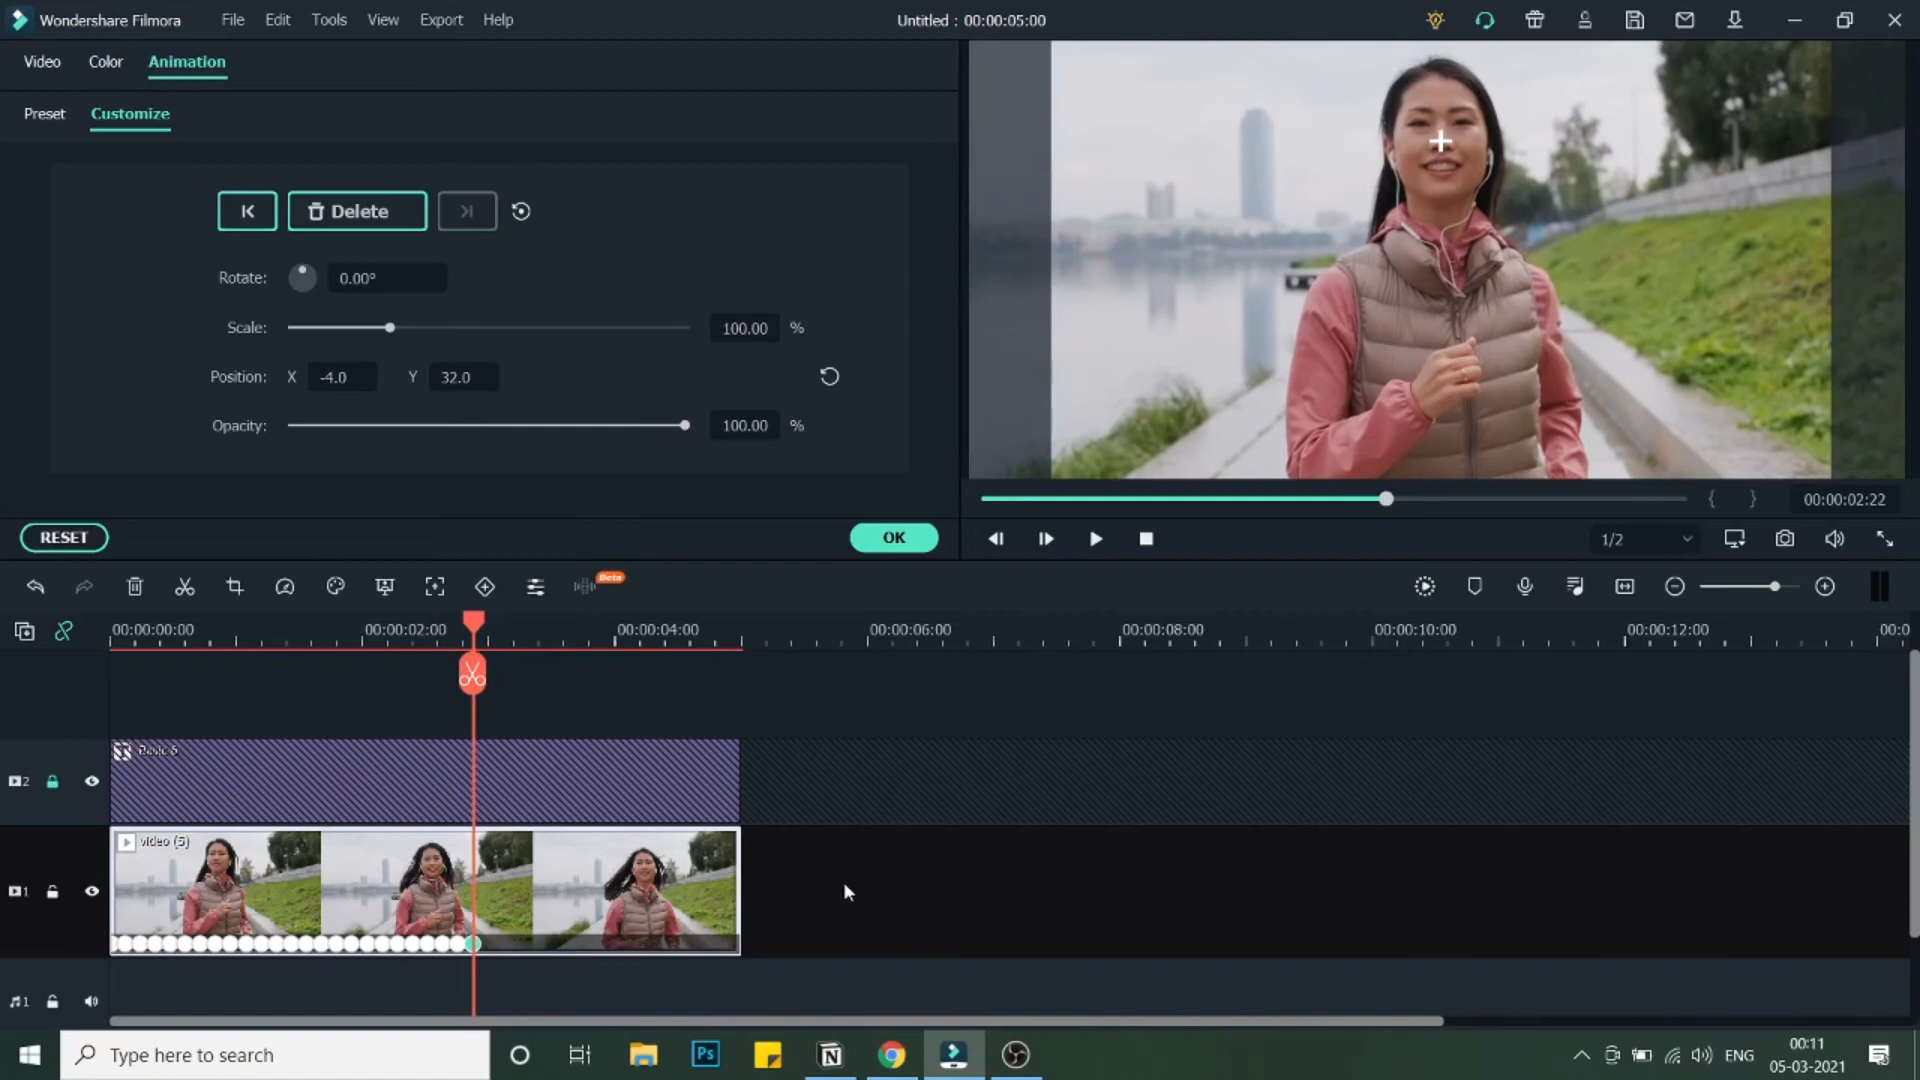 Wondershare Filmora File Edit Tools View Export Help Untitled : 00:00:05:00
Video Color Animation
Preset Customize
Delete
Rotate: 0.00°
Scale: 100.00 %
Position: X -4.0 Y 32.0
Opacity: 100.00 %
00:00:02:22
RESET OK
1/2
Beta
00:00:00:00 00:00:02:00 00:00:04:00 00:00:06:00 00:00:08:00 00:00:10:00 00:00:12:00 00:0
Basic 6
2
video (5)
1
1
Type here to search
Ps
N
ENG
00:11
05-03-2021